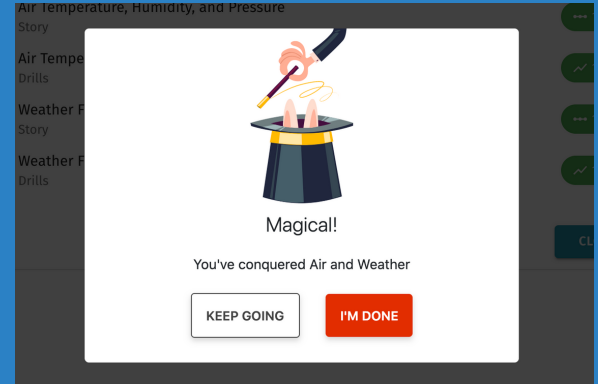 Air Temperature, Humidity, and Pressure
Story
Air Tempe
Drills
Weather F
Story
Weather F
Drills
CL
Magical!
You've conquered Air and Weather
KEEP GOING
I'M DONE